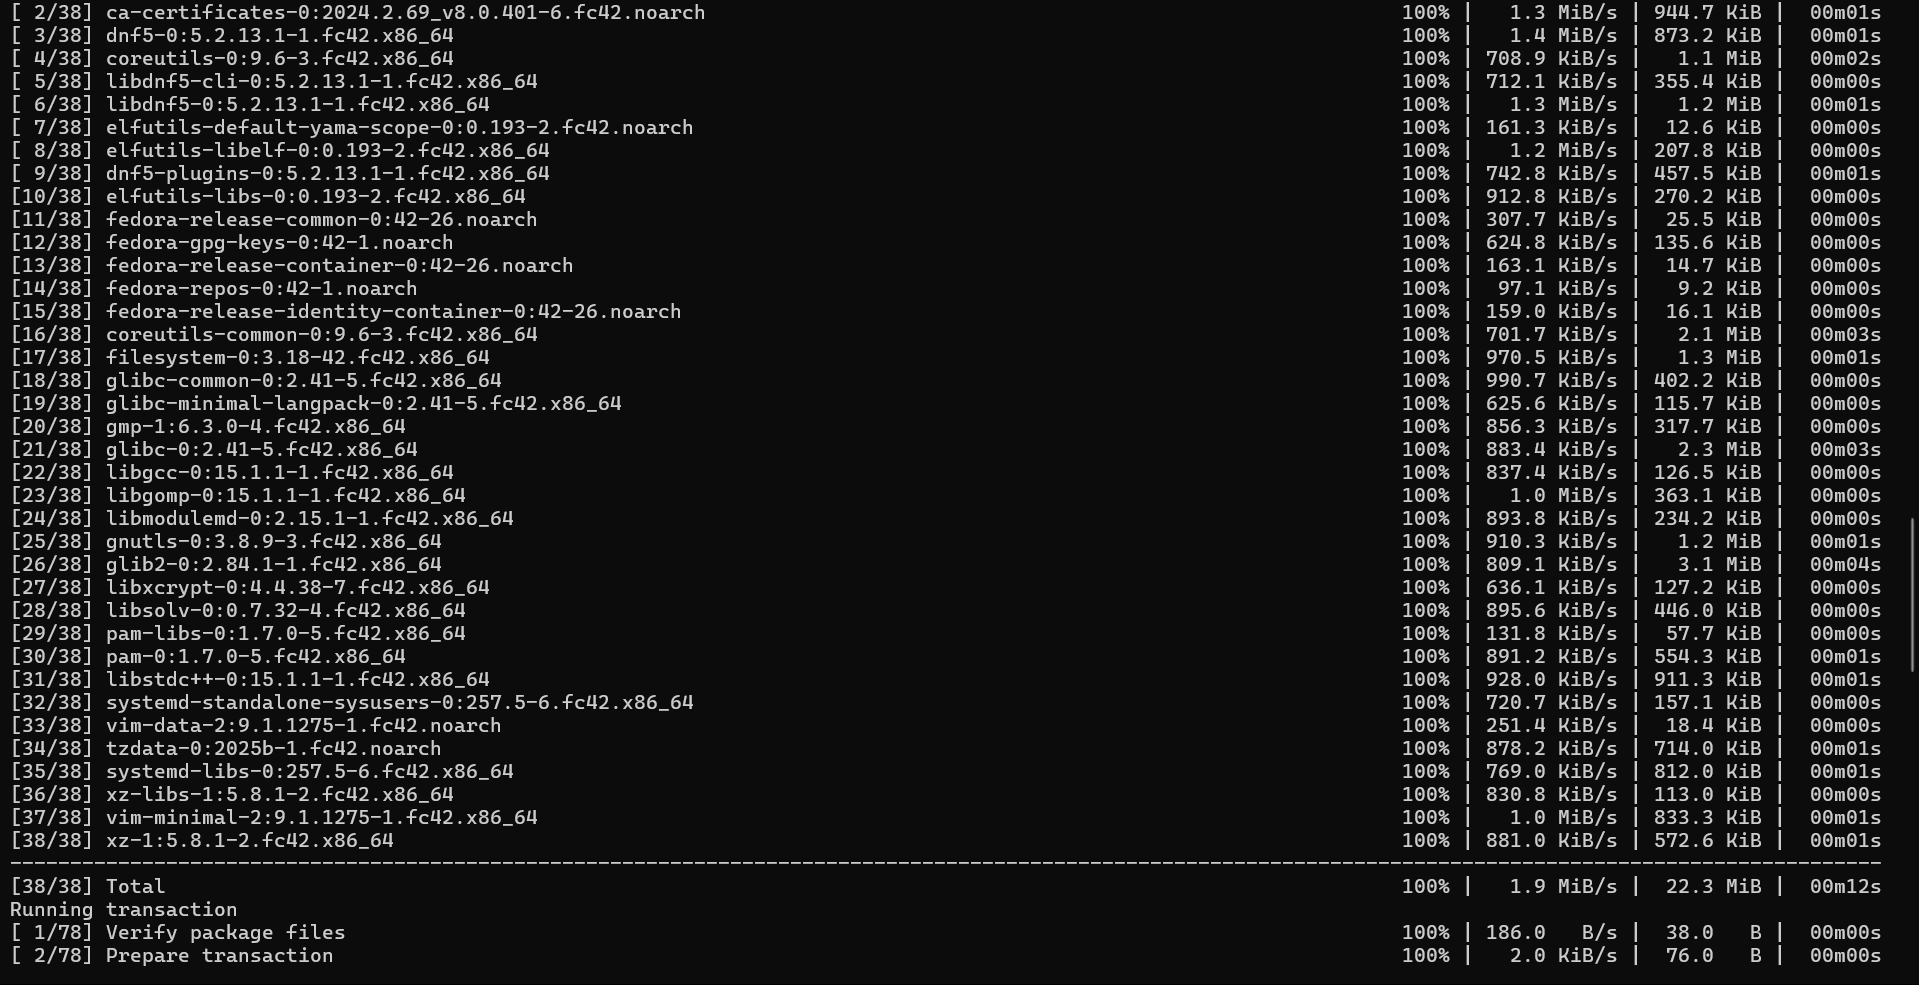 [ 2/38] ca-certificates-0:2024.2.69_v8.0.401-6.fc42.noarch 100% | 1.3 MiB/s | 944.7 KiB | 00m01s
[ 3/38] dnf5-0:5.2.13.1-1.fc42.x86_64 100% | 1.4 MiB/s | 873.2 KiB | 00m01s
[ 4/38] coreutils-0:9.6-3.fc42.x86_64 100% | 708.9 KiB/s | 1.1 MiB | 00m02s
[ 5/38] libdnf5-cli-0:5.2.13.1-1.fc42.x86_64 100% | 712.1 KiB/s | 355.4 KiB | 00m00s
[ 6/38] libdnf5-0:5.2.13.1-1.fc42.x86_64 100% | 1.3 MiB/s | 1.2 MiB | 00m01s
[ 7/38] elfutils-default-yama-scope-0:0.193-2.fc42.noarch 100% | 161.3 KiB/s | 12.6 KiB | 00m00s
[ 8/38] elfutils-libelf-0:0.193-2.fc42.x86_64 100% | 1.2 MiB/s | 207.8 KiB | 00m00s
[ 9/38] dnf5-plugins-0:5.2.13.1-1.fc42.x86_64 100% | 742.8 KiB/s | 457.5 KiB | 00m01s
[10/38] elfutils-libs-0:0.193-2.fc42.x86_64 100% | 912.8 KiB/s | 270.2 KiB | 00m00s
[11/38] fedora-release-common-0:42-26.noarch 100% | 307.7 KiB/s | 25.5 KiB | 00m00s
[12/38] fedora-gpg-keys-0:42-1.noarch 100% | 624.8 KiB/s | 135.6 KiB | 00m00s
[13/38] fedora-release-container-0:42-26.noarch 100% | 163.1 KiB/s | 14.7 KiB | 00m00s
[14/38] fedora-repos-0:42-1.noarch 100% | 97.1 KiB/s | 9.2 KiB | 00m00s
[15/38] fedora-release-identity-container-0:42-26.noarch 100% | 159.0 KiB/s | 16.1 KiB | 00m00s
[16/38] coreutils-common-0:9.6-3.fc42.x86_64 100% | 701.7 KiB/s | 2.1 MiB | 00m03s
[17/38] filesystem-0:3.18-42.fc42.x86_64 100% | 970.5 KiB/s | 1.3 MiB | 00m01s
[18/38] glibc-common-0:2.41-5.fc42.x86_64 100% | 990.7 KiB/s | 402.2 KiB | 00m00s
[19/38] glibc-minimal-langpack-0:2.41-5.fc42.x86_64 100% | 625.6 KiB/s | 115.7 KiB | 00m00s
[20/38] gmp-1:6.3.0-4.fc42.x86_64 100% | 856.3 KiB/s | 317.7 KiB | 00m00s
[21/38] glibc-0:2.41-5.fc42.x86_64 100% | 883.4 KiB/s | 2.3 MiB | 00m03s
[22/38] libgcc-0:15.1.1-1.fc42.x86_64 100% | 837.4 KiB/s | 126.5 KiB | 00m00s
[23/38] libgomp-0:15.1.1-1.fc42.x86_64 100% | 1.0 MiB/s | 363.1 KiB | 00m00s
[24/38] libmodulemd-0:2.15.1-1.fc42.x86_64 100% | 893.8 KiB/s | 234.2 KiB | 00m00s
[25/38] gnutls-0:3.8.9-3.fc42.x86_64 100% | 910.3 KiB/s | 1.2 MiB | 00m01s
[26/38] glib2-0:2.84.1-1.fc42.x86_64 100% | 809.1 KiB/s | 3.1 MiB | 00m04s
[27/38] libxcrypt-0:4.4.38-7.fc42.x86_64 100% | 636.1 KiB/s | 127.2 KiB | 00m00s
[28/38] libsolv-0:0.7.32-4.fc42.x86_64 100% | 895.6 KiB/s | 446.0 KiB | 00m00s
[29/38] pam-libs-0:1.7.0-5.fc42.x86_64 100% | 131.8 KiB/s | 57.7 KiB | 00m00s
[30/38] pam-0:1.7.0-5.fc42.x86_64 100% | 891.2 KiB/s | 554.3 KiB | 00m01s
[31/38] libstdc++-0:15.1.1-1.fc42.x86_64 100% | 928.0 KiB/s | 911.3 KiB | 00m01s
[32/38] systemd-standalone-sysusers-0:257.5-6.fc42.x86_64 100% | 720.7 KiB/s | 157.1 KiB | 00m00s
[33/38] vim-data-2:9.1.1275-1.fc42.noarch 100% | 251.4 KiB/s | 18.4 KiB | 00m00s
[34/38] tzdata-0:2025b-1.fc42.noarch 100% | 878.2 KiB/s | 714.0 KiB | 00m01s
[35/38] systemd-libs-0:257.5-6.fc42.x86_64 100% | 769.0 KiB/s | 812.0 KiB | 00m01s
[36/38] xz-libs-1:5.8.1-2.fc42.x86_64 100% | 830.8 KiB/s | 113.0 KiB | 00m00s
[37/38] vim-minimal-2:9.1.1275-1.fc42.x86_64 100% | 1.0 MiB/s | 833.3 KiB | 00m01s
[38/38] xz-1:5.8.1-2.fc42.x86_64 100% | 881.0 KiB/s | 572.6 KiB | 00m01s
------------------------------------------------------------------------------------------------------------------------------------------------------------
[38/38] Total 100% | 1.9 MiB/s | 22.3 MiB | 00m12s
Running transaction
[ 1/78] Verify package files 100% | 186.0 B/s | 38.0 B | 00m00s
[ 2/78] Prepare transaction 100% | 2.0 KiB/s | 76.0 B | 00m00s